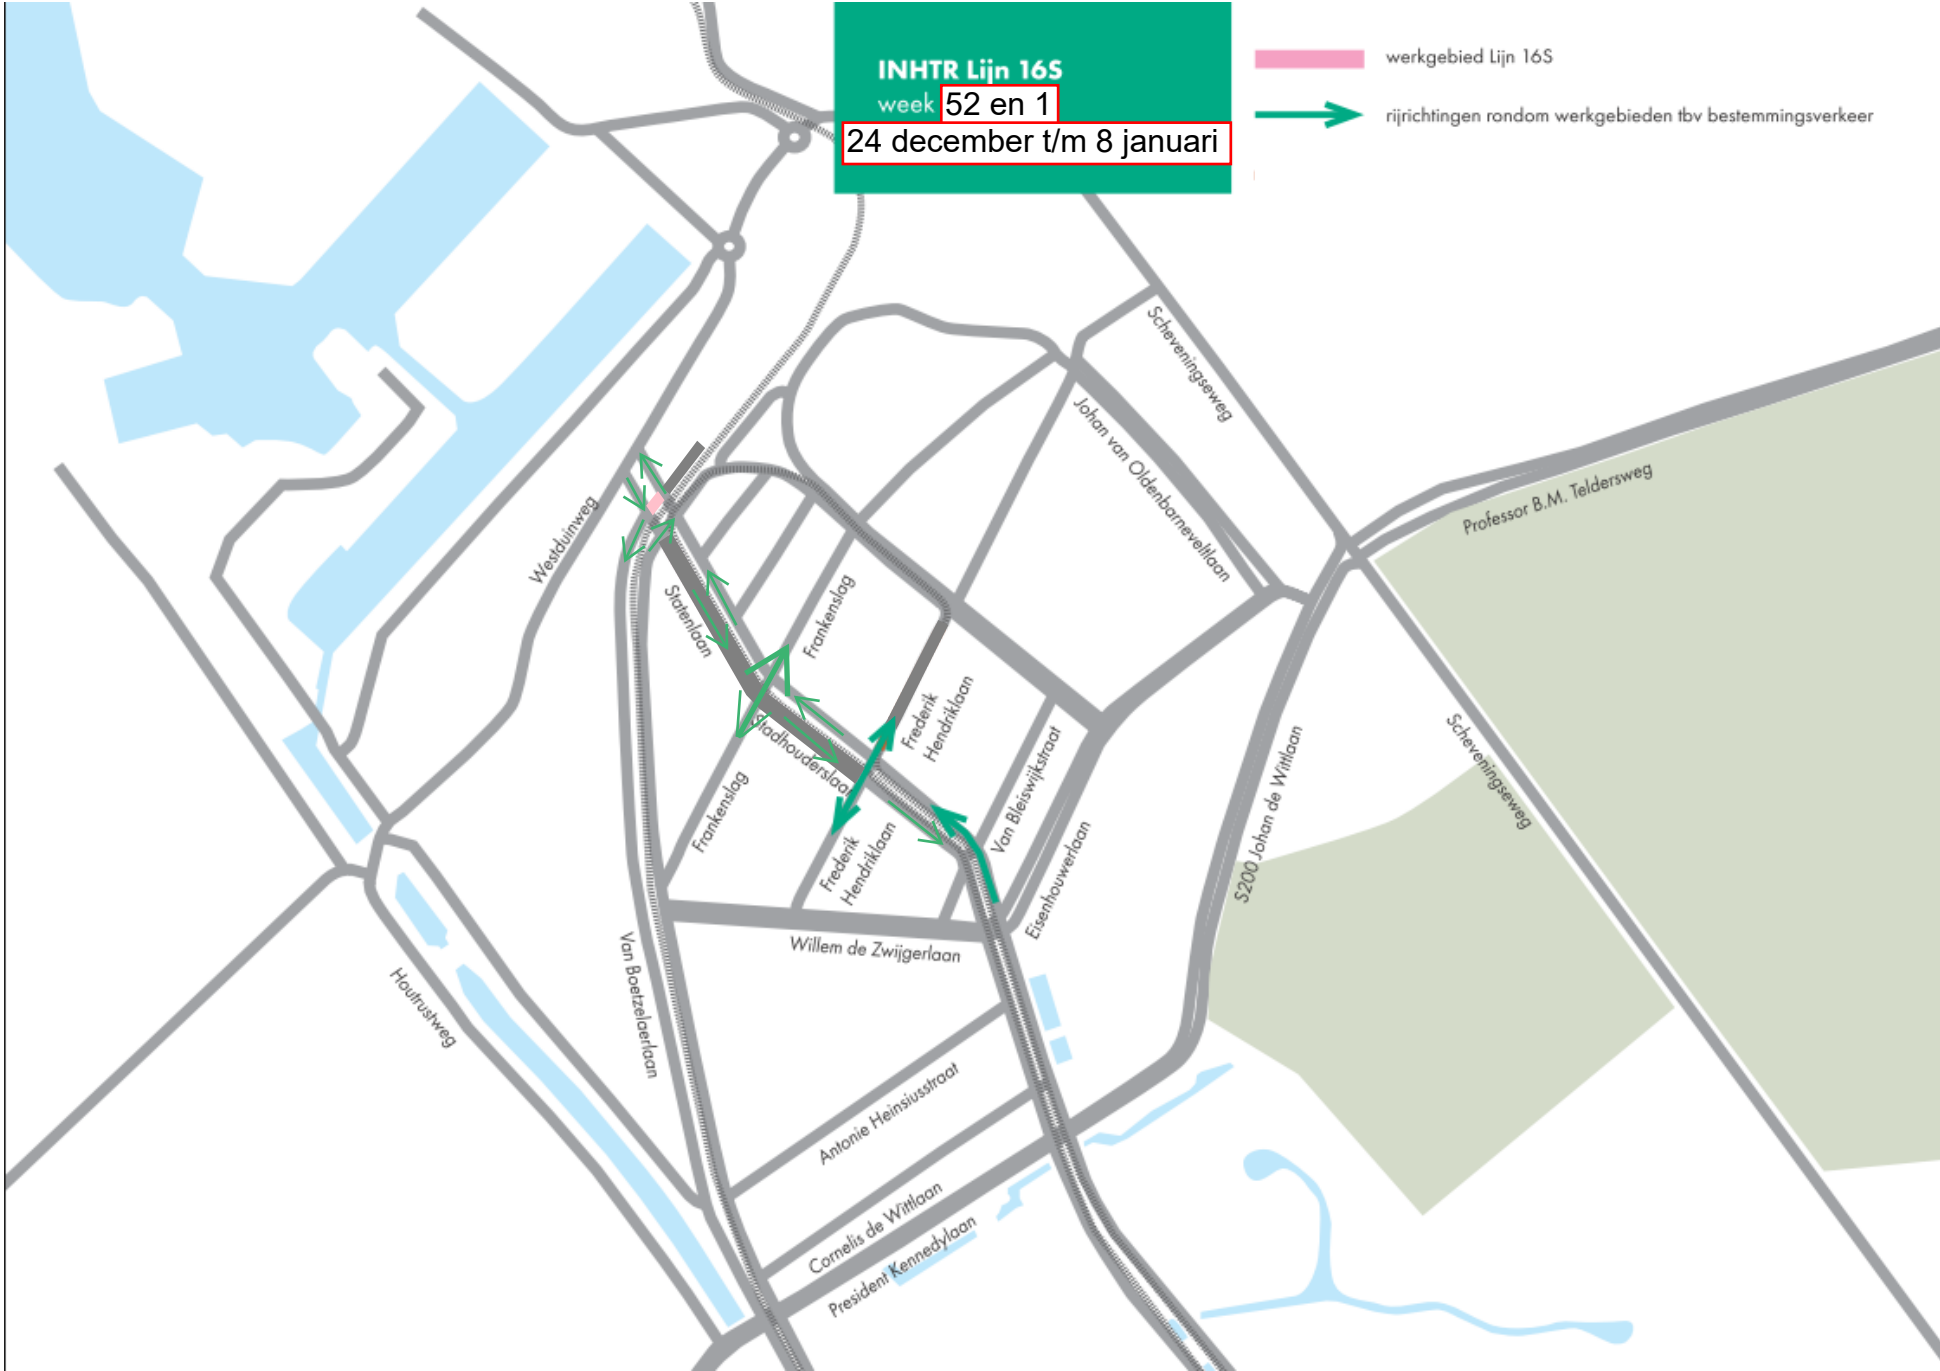 INHTR Lijn 16S
week 52 en 1
24 december t/m 8 januari
werkgebied Lijn 16S
rijrichtingen rondom werkgebieden tbv bestemmingsverkeer
Scheveningseweg
Johan van Oldenbarneveltlaan
Professor B.M. Teldersweg
Westduinweg
Statenlaan
Frankenslag
Frederik
Hendriklaan
Stadhouderslaan
Van Bleiswijkstraat
Frankenslag
Frederik
Hendriklaan
Eisenhouwerlaan
S200 Johan de Wittlaan
Scheveningseweg
Willem de Zwijgerlaan
Van Boetzelaerlaan
Houtrustweg
Antonie Heinsiusstraat
Cornelis de Wittlaan
President Kennedylaan